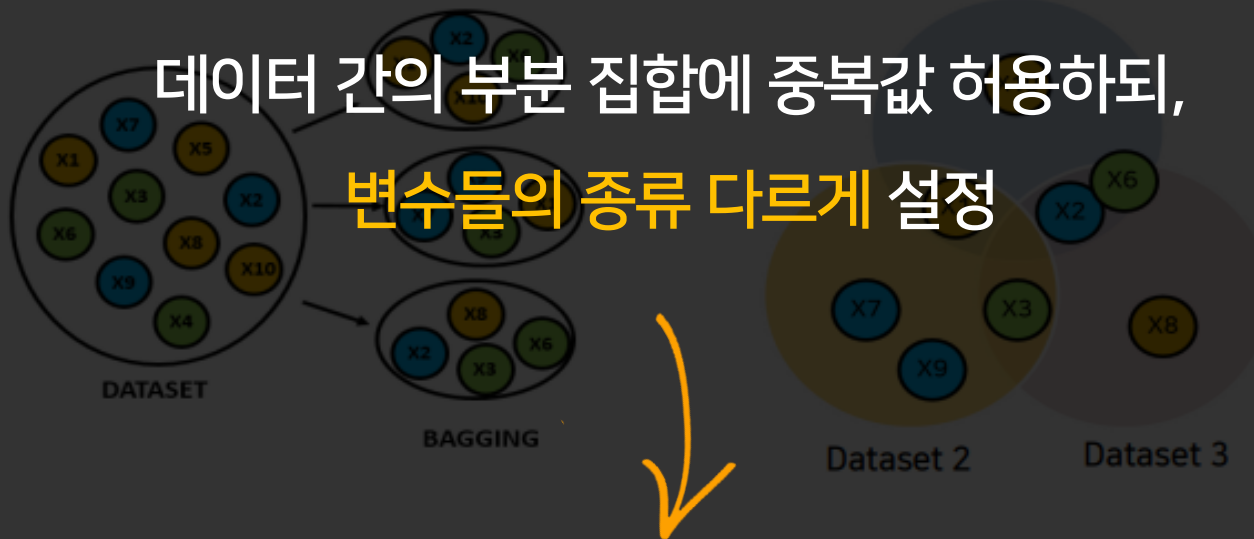 데이터 간의 부분 집합에 중복값 허용하되,
변수들의 종류 다르게 설정
X7
X1
X5
X3
X2
X6
X8
X10
X9
X4
DATASET
X2
X8
X2
X6
X3
BAGGING
X6
X2
X7
X3
X8
X9
Dataset 2
Dataset 3